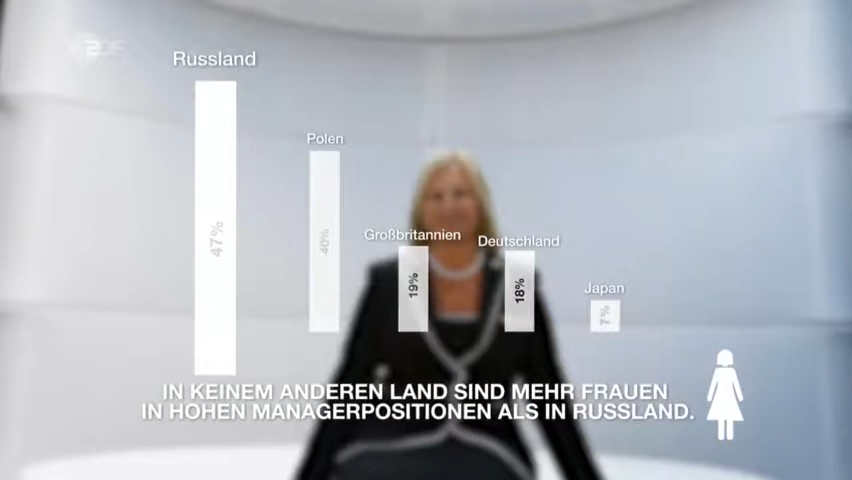 ZDF
Russland
Polen
Großbritannien
Deutschland
Japan
47%
40%
19%
18%
7%
IN KEINEM ANDEREN LAND SIND MEHR FRAUEN
IN HOHEN MANAGERPOSITIONEN ALS IN RUSSLAND.